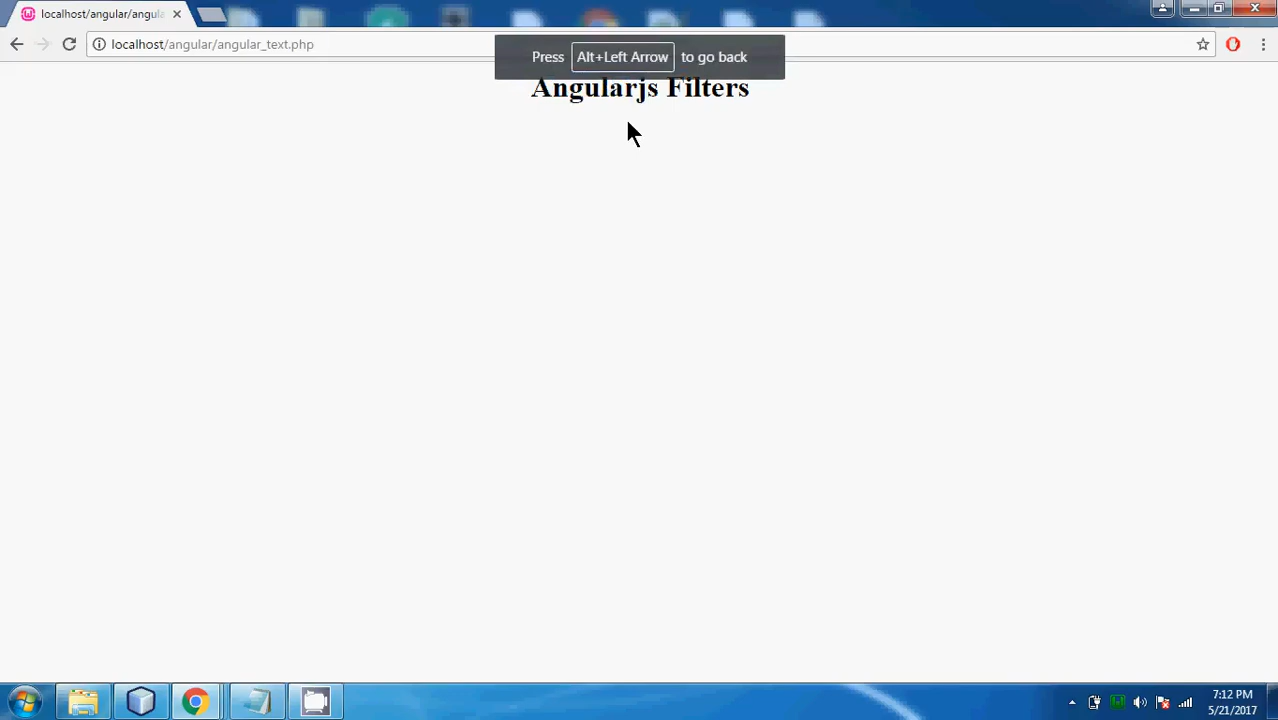 localhost/angular/angula
localhost/angular/angular_text.php
Press Alt+Left Arrow to go back
Angularjs Filters
7:12 PM
5/21/2017